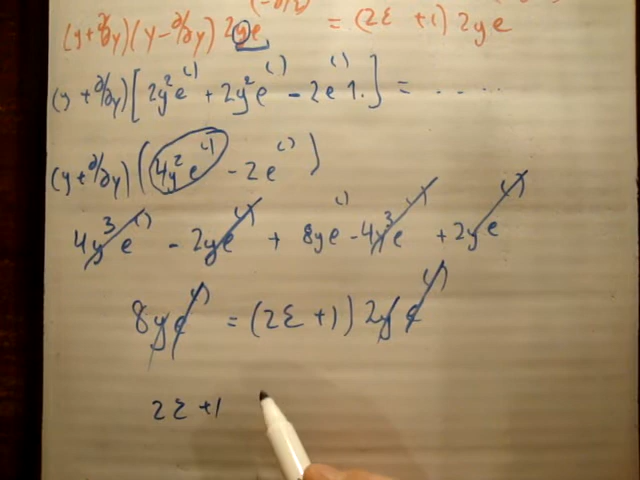 (y+∂/∂y)(y-∂/∂y) 2ye = (2ε+1) 2ye
(y+∂/∂y)[2y²e^() + 2y²e^() - 2e^() 1.] = - . . . .
(y+∂/∂y)(4y²e^() - 2e^())
4y³e^() - 2ye^() + 8ye^() - 4y³e^() + 2ye^()
8ye^() = (2ε+1) 2ye^()
2ε+1